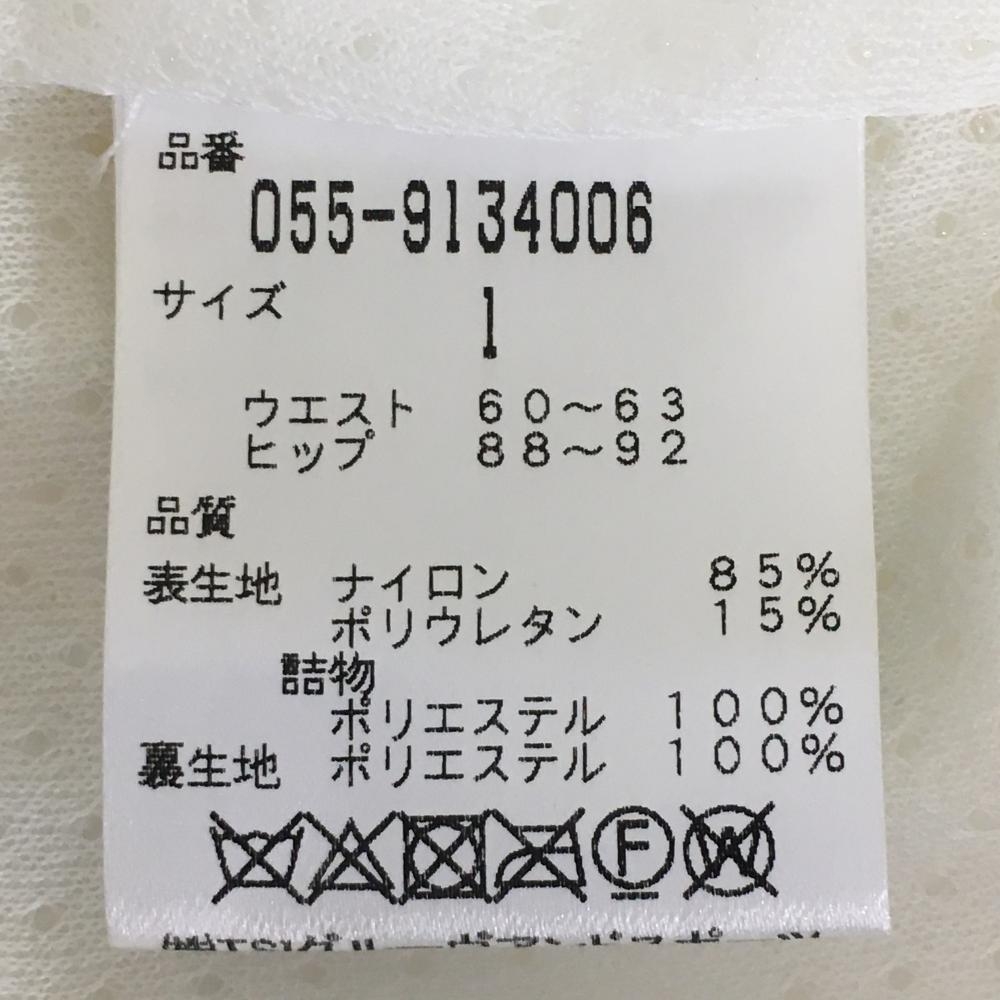 品番
055-9134006
サイズ 1
ウエスト 60～63
ヒップ 88～92
品質
表生地 ナイロン 85%
ポリウレタン 15%
詰物
ポリエステル 100%
裏生地 ポリエステル 100%
F W